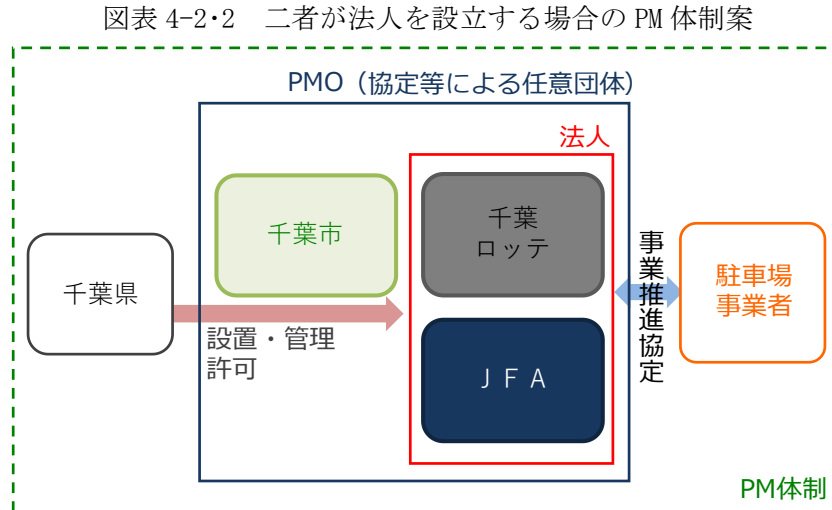 図表 4-2･2　二者が法人を設立する場合の PM 体制案
PMO（協定等による任意団体）
法人
千葉市
千葉
ロッテ
千葉県
設置・管理
許可
ＪＦＡ
事業推進協定
駐車場
事業者
PM体制